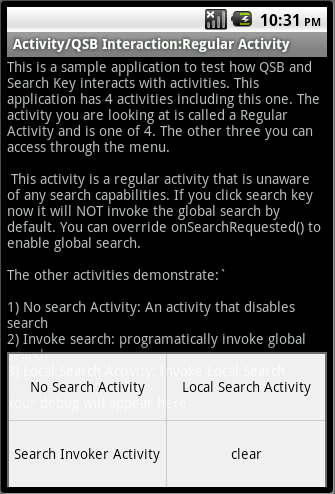 10:31 PM
Activity/QSB Interaction:Regular Activity
This is a sample application to test how QSB and
Search Key interacts with activities. This
application has 4 activities including this one. The
activity you are looking at is called a Regular
Activity and is one of 4. The other three you can
access through the menu.
This activity is a regular activity that is unaware
of any search capabilities. If you click search key
now it will NOT invoke the global search by
default. You can override onSearchRequested() to
enable global search.
The other activities demonstrate:`
1) No search Activity: An activity that disables
search
2) Invoke search: programatically invoke global
search
3) Local Search Activity: Invoke Local Search
No Search Activity
Local Search Activity
Your debug will appear here
Search Invoker Activity
clear